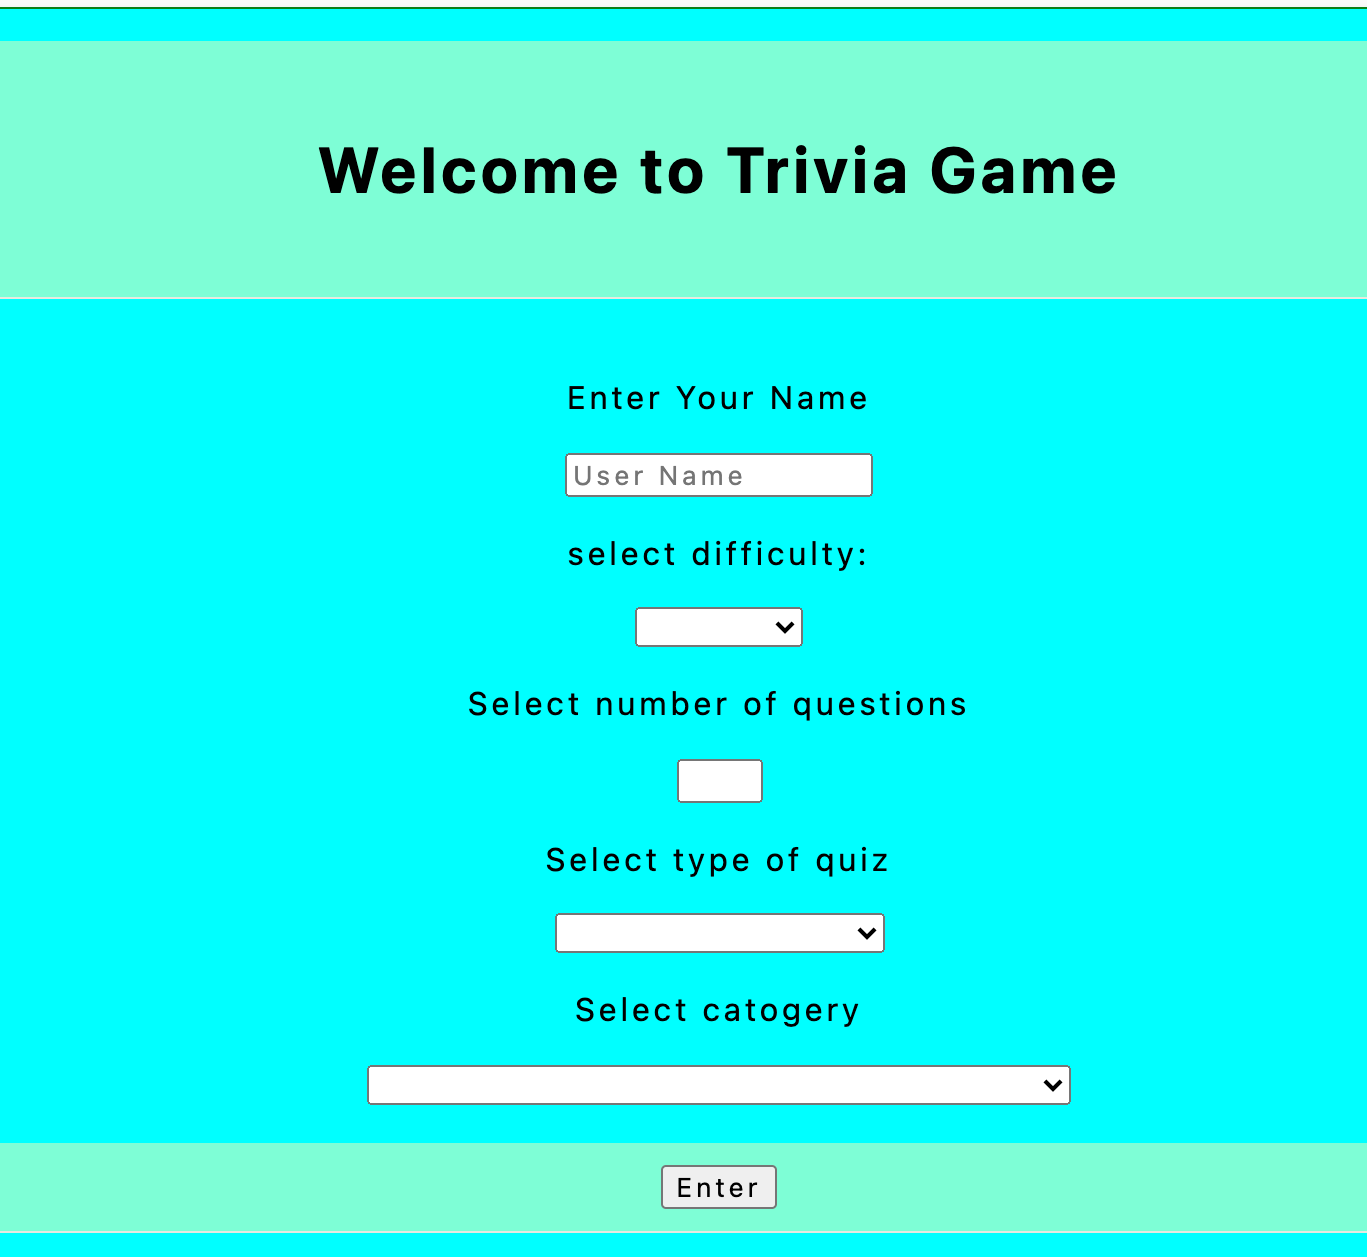 Welcome to Trivia Game
Enter Your Name
User Name
select difficulty:
Select number of questions
Select type of quiz
Select catogery
Enter